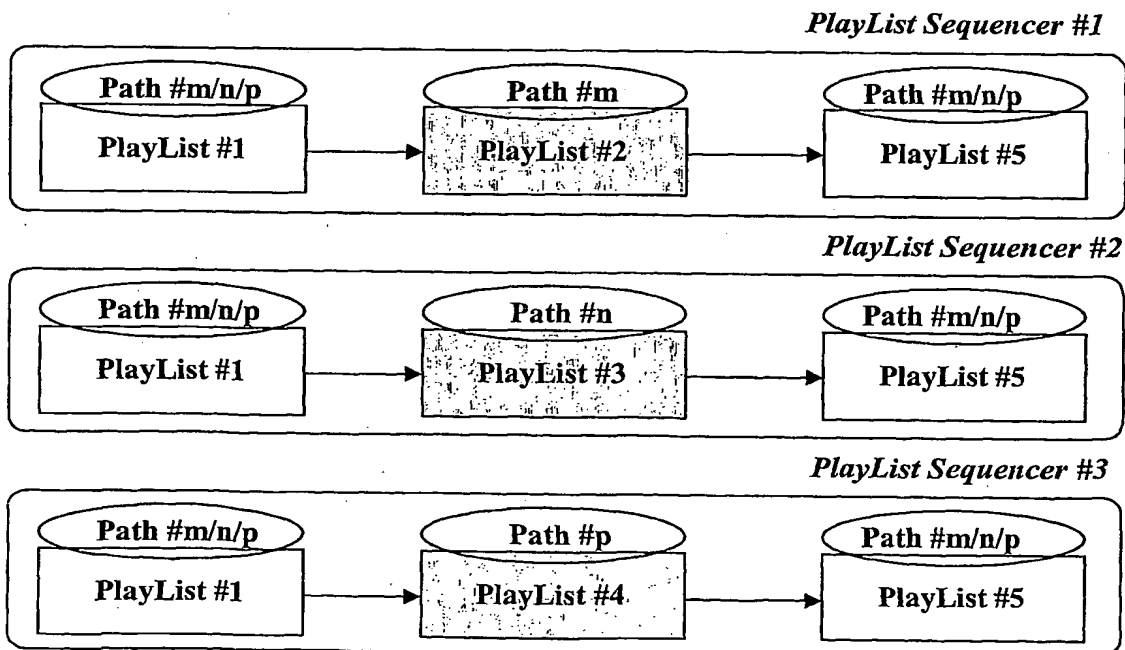 PlayList Sequencer #1
Path #m/n/p
Path #m
Path #m/n/p
PlayList #1
PlayList #2
PlayList #5
PlayList Sequencer #2
Path #m/n/p
Path #n
Path #m/n/p
PlayList #1
PlayList #3
PlayList #5
PlayList Sequencer #3
Path #m/n/p
Path #p
Path #m/n/p
PlayList #1
PlayList #4
PlayList #5